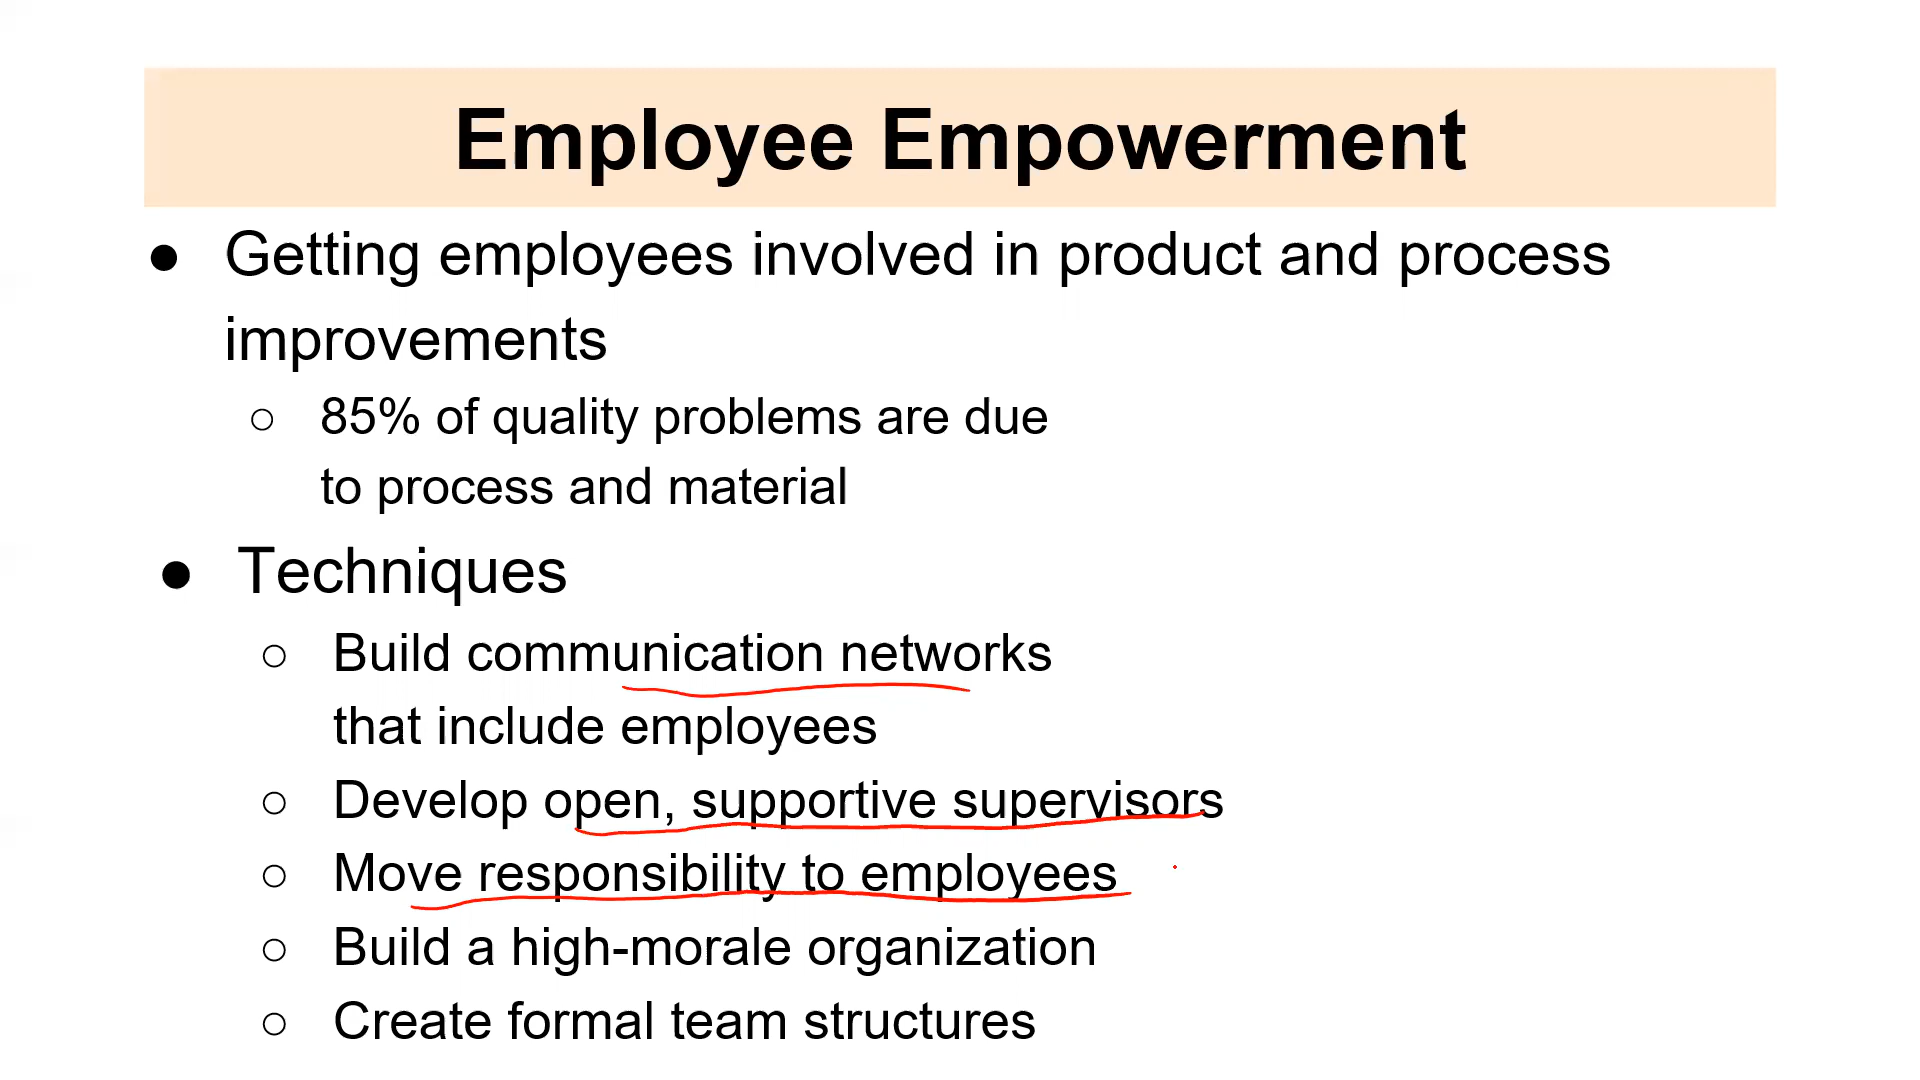 Employee Empowerment
● Getting employees involved in product and process
improvements
○ 85% of quality problems are due
to process and material
● Techniques
○ Build communication networks
that include employees
○ Develop open, supportive supervisors
○ Move responsibility to employees
○ Build a high-morale organization
○ Create formal team structures